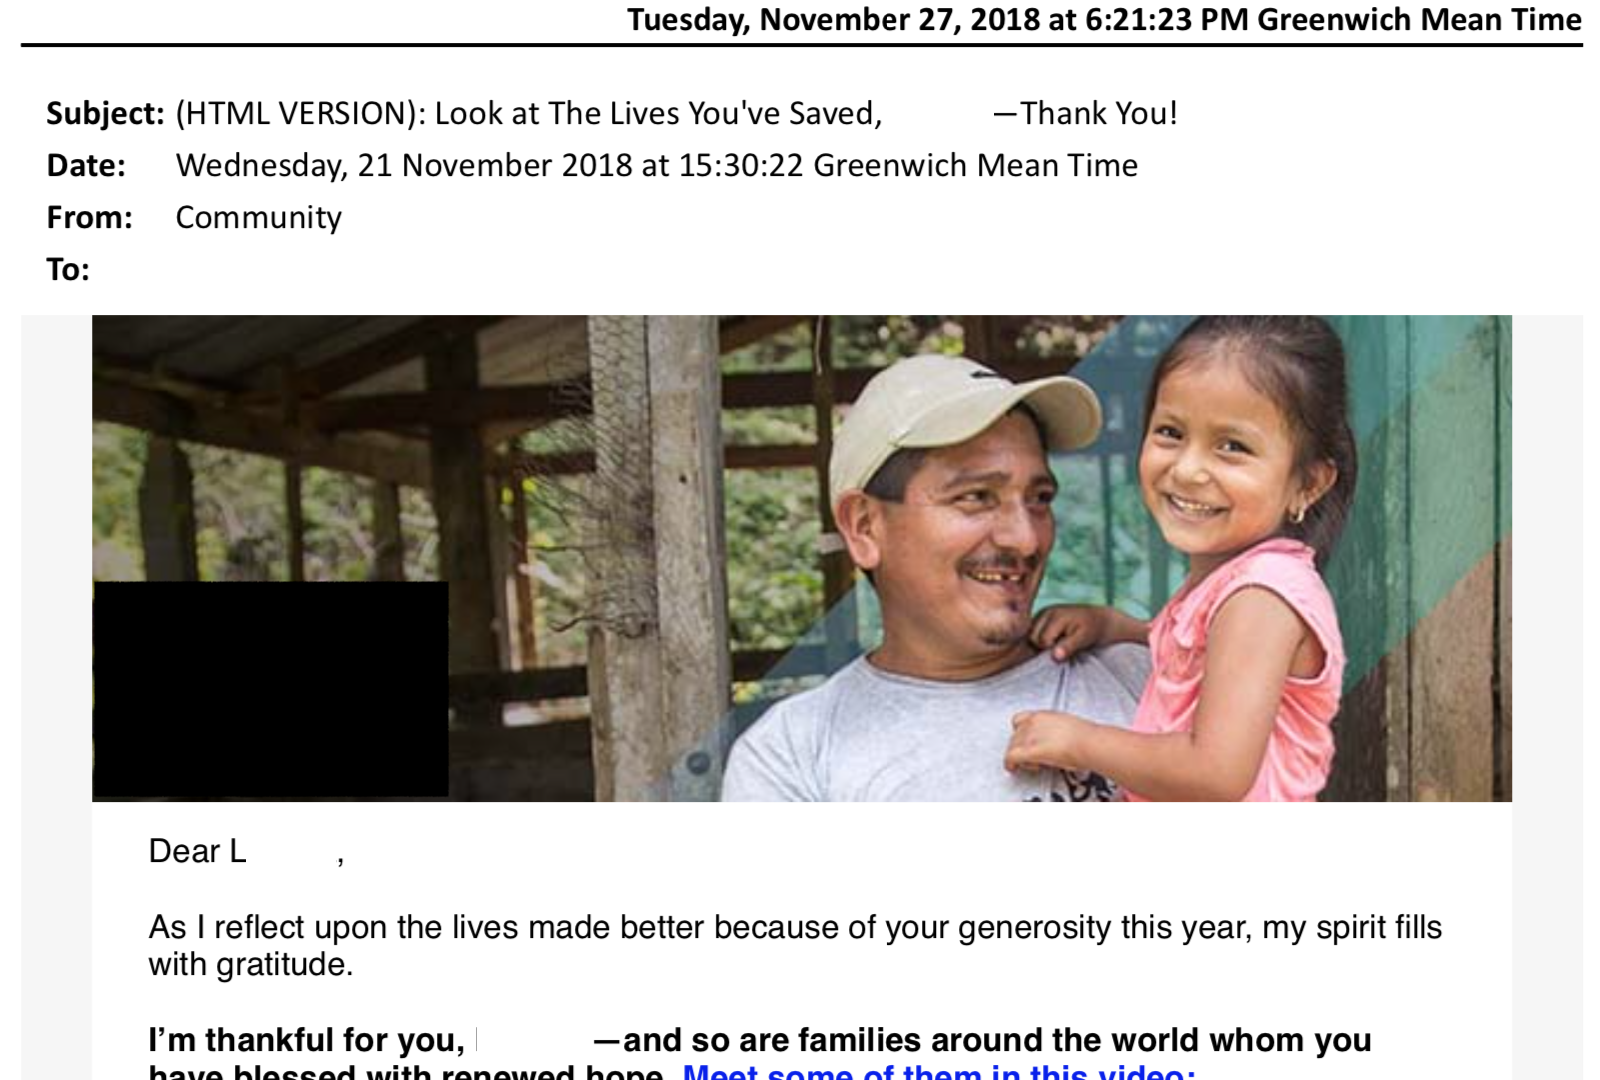 Tuesday, November 27, 2018 at 6:21:23 PM Greenwich Mean Time
Subject: (HTML VERSION): Look at The Lives You've Saved, —Thank You!
Date: Wednesday, 21 November 2018 at 15:30:22 Greenwich Mean Time
From: Community
To:
Dear L ,
As I reflect upon the lives made better because of your generosity this year, my spirit fills
with gratitude.
I’m thankful for you, —and so are families around the world whom you
have blessed with renewed hope. Meet some of them in this video: